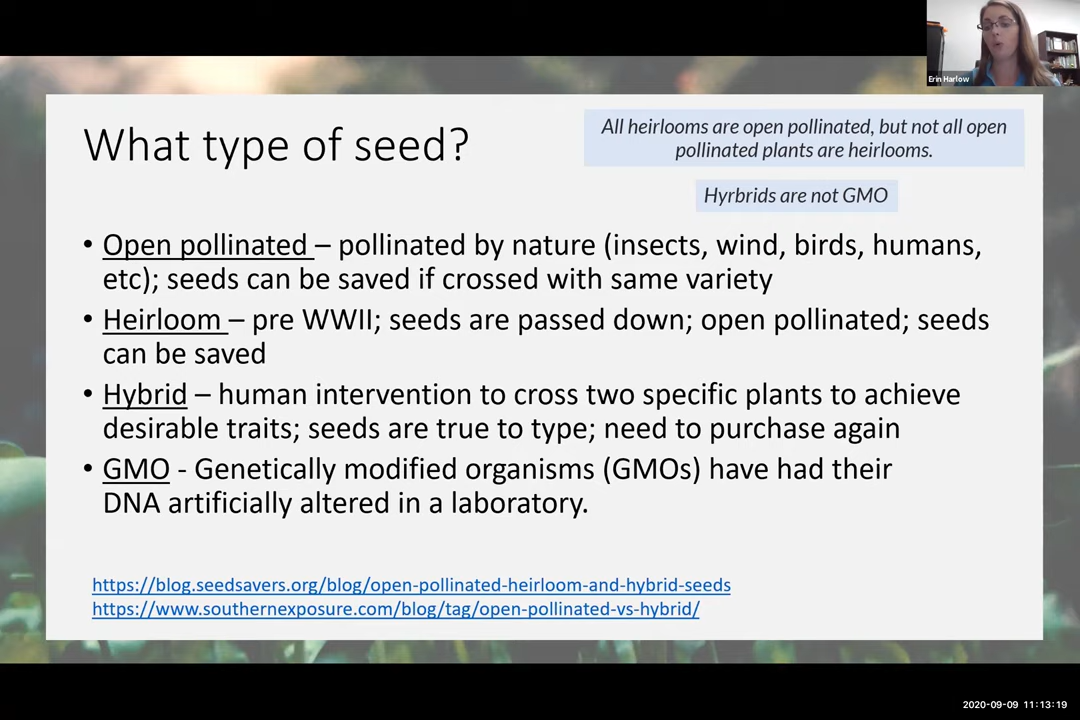 Erin Harlow
What type of seed?
All heirlooms are open pollinated, but not all open
pollinated plants are heirlooms.
Hyrbrids are not GMO
• Open pollinated – pollinated by nature (insects, wind, birds, humans,
etc); seeds can be saved if crossed with same variety
• Heirloom – pre WWII; seeds are passed down; open pollinated; seeds
can be saved
• Hybrid – human intervention to cross two specific plants to achieve
desirable traits; seeds are true to type; need to purchase again
• GMO - Genetically modified organisms (GMOs) have had their
DNA artificially altered in a laboratory.
https://blog.seedsavers.org/blog/open-pollinated-heirloom-and-hybrid-seeds
https://www.southernexposure.com/blog/tag/open-pollinated-vs-hybrid/
2020-09-09 11:13:19